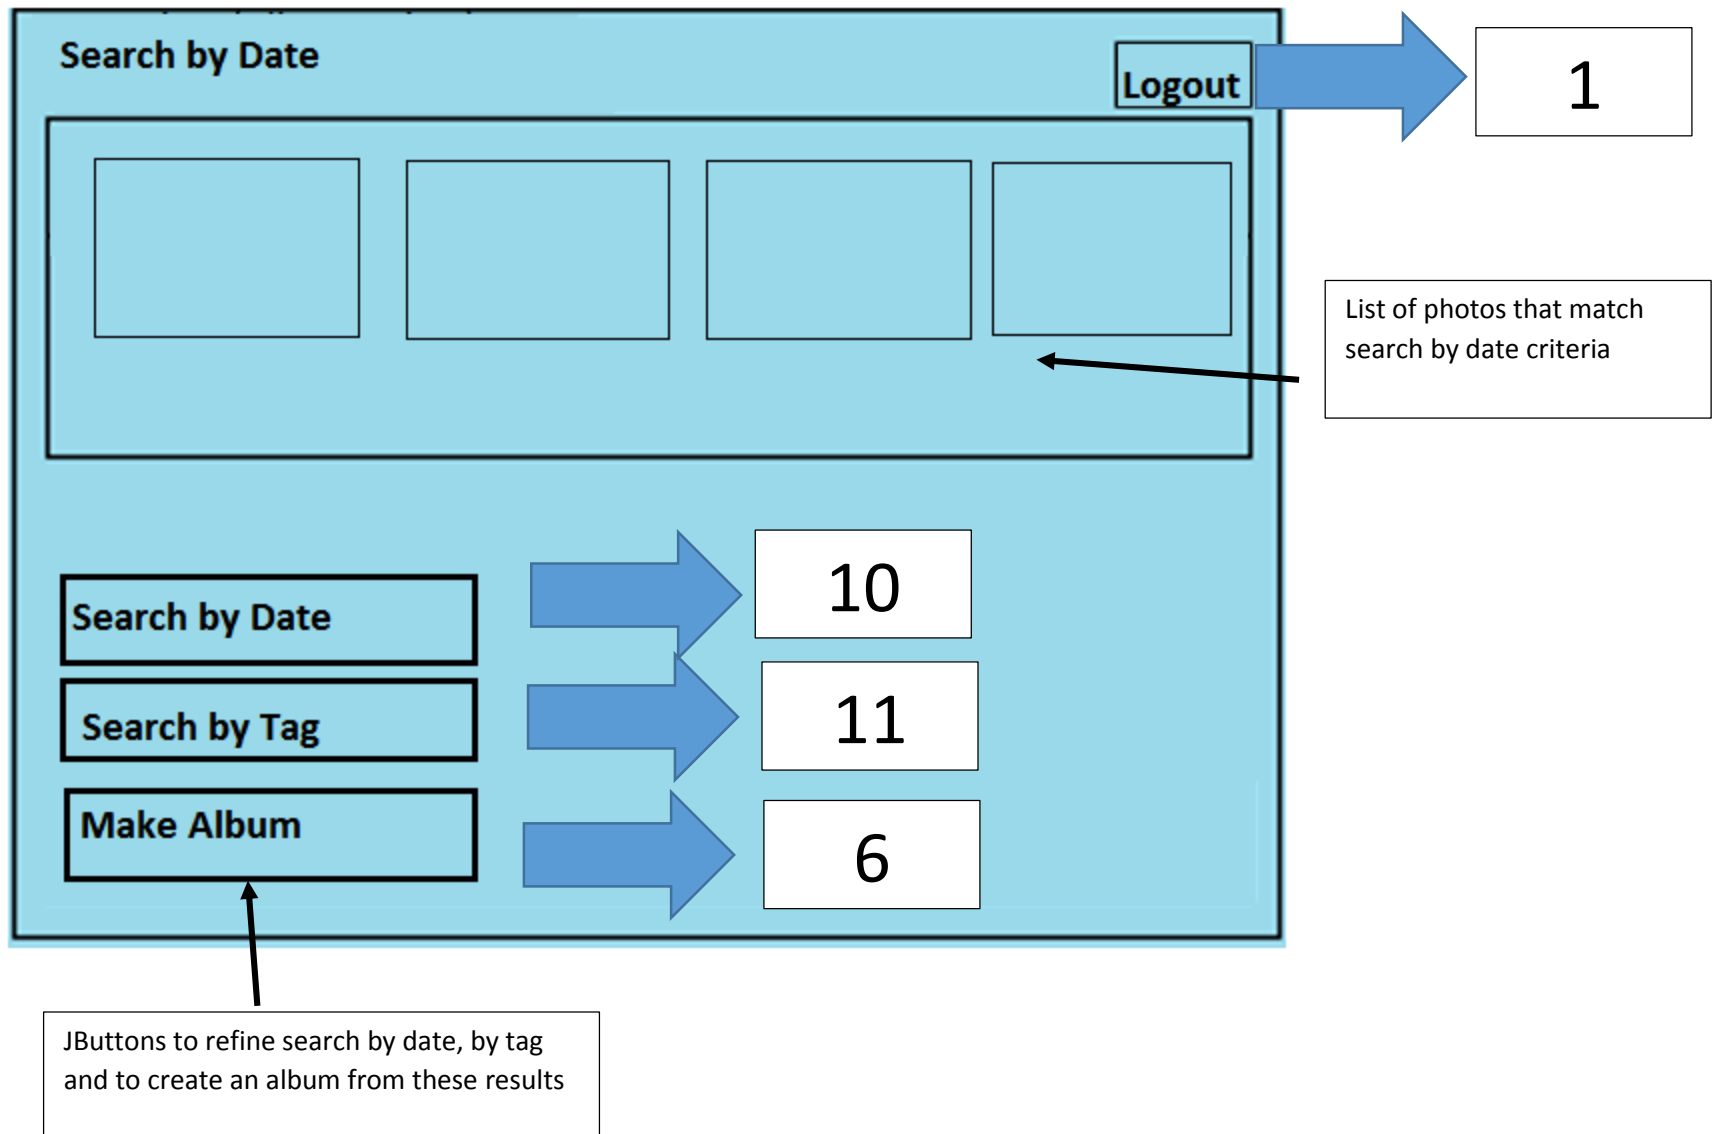 Search by Date
Logout
1
List of photos that match
search by date criteria
Search by Date
10
Search by Tag
11
Make Album
6
JButtons to refine search by date, by tag
and to create an album from these results